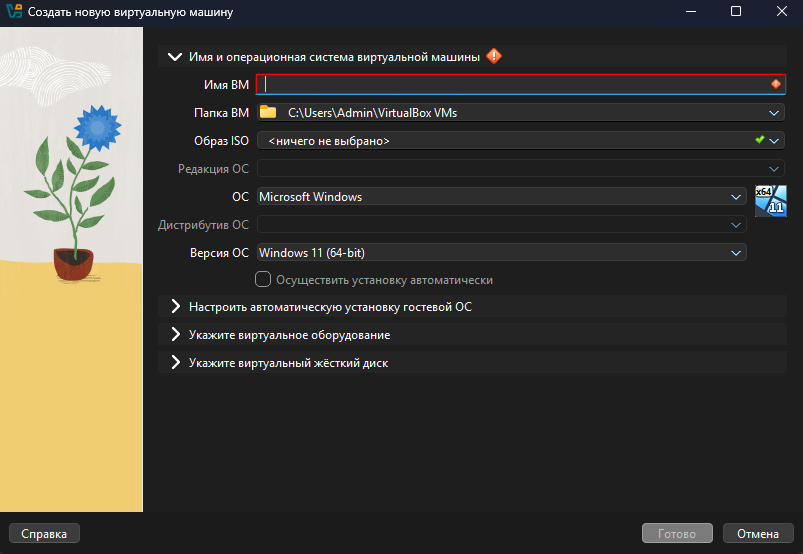 Создать новую виртуальную машину
Имя и операционная система виртуальной машины
Имя ВМ
Папка ВМ C:\Users\Admin\VirtualBox VMs
Образ ISO <ничего не выбрано>
Редакция ОС
ОС Microsoft Windows
x64
11
Дистрибутив ОС
Версия ОС Windows 11 (64-bit)
Осуществить установку автоматически
Настроить автоматическую установку гостевой ОС
Укажите виртуальное оборудование
Укажите виртуальный жёсткий диск
Справка Готово Отмена